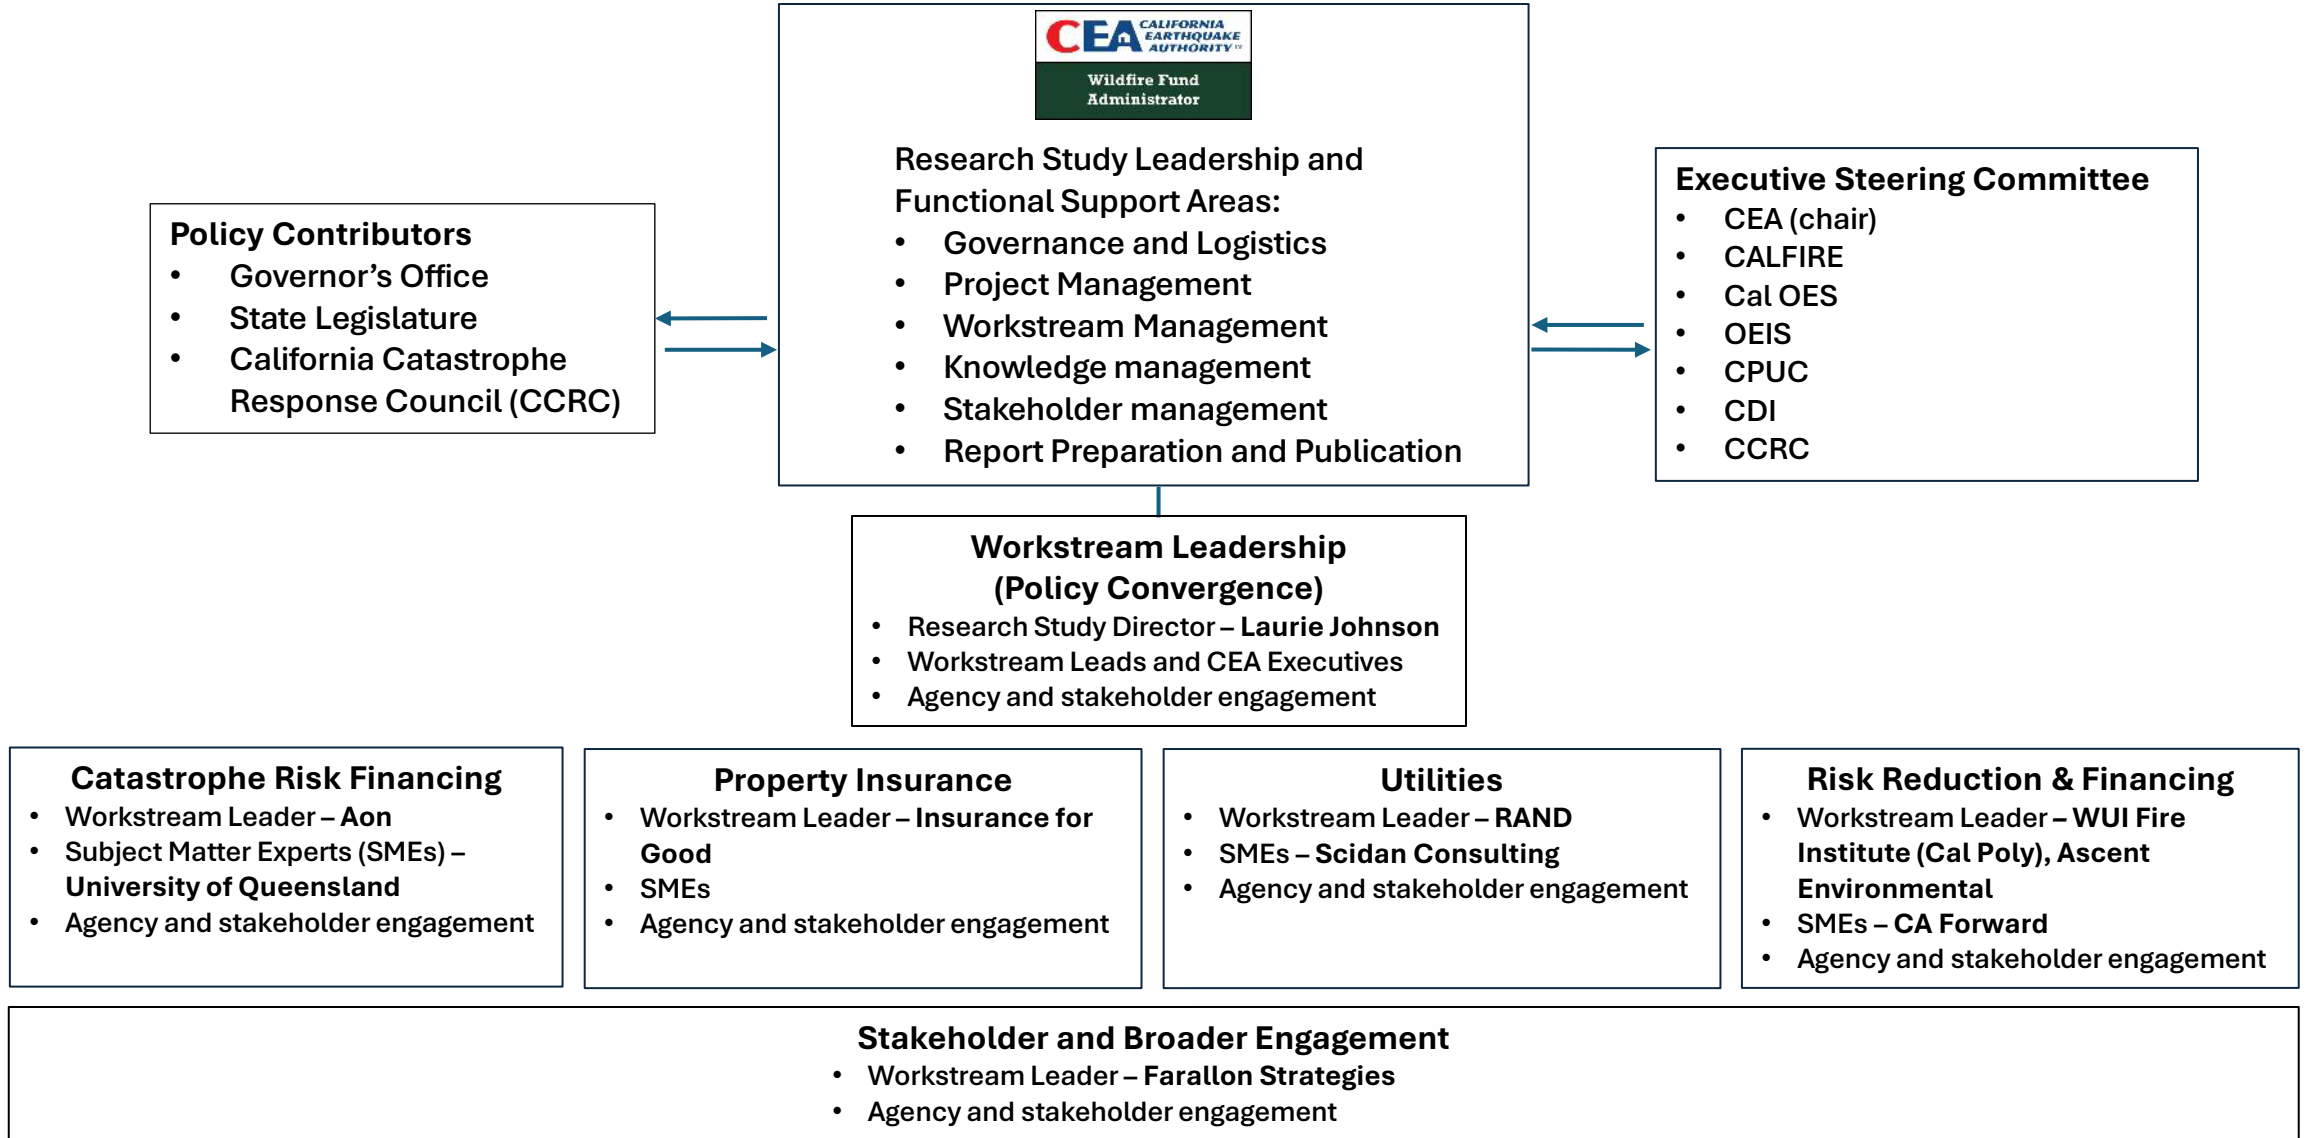 CEA CALIFORNIA
EARTHQUAKE
AUTHORITY
Wildfire Fund
Administrator
Research Study Leadership and
Functional Support Areas:
• Governance and Logistics
• Project Management
• Workstream Management
• Knowledge management
• Stakeholder management
• Report Preparation and Publication
Policy Contributors
• Governor’s Office
• State Legislature
• California Catastrophe
Response Council (CCRC)
Executive Steering Committee
• CEA (chair)
• CALFIRE
• Cal OES
• OEIS
• CPUC
• CDI
• CCRC
Workstream Leadership
(Policy Convergence)
• Research Study Director – Laurie Johnson
• Workstream Leads and CEA Executives
• Agency and stakeholder engagement
Catastrophe Risk Financing
• Workstream Leader – Aon
• Subject Matter Experts (SMEs) –
University of Queensland
• Agency and stakeholder engagement
Property Insurance
• Workstream Leader – Insurance for
Good
• SMEs
• Agency and stakeholder engagement
Utilities
• Workstream Leader – RAND
• SMEs – Scidan Consulting
• Agency and stakeholder engagement
Risk Reduction & Financing
• Workstream Leader – WUI Fire
Institute (Cal Poly), Ascent
Environmental
• SMEs – CA Forward
• Agency and stakeholder engagement
Stakeholder and Broader Engagement
• Workstream Leader – Farallon Strategies
• Agency and stakeholder engagement